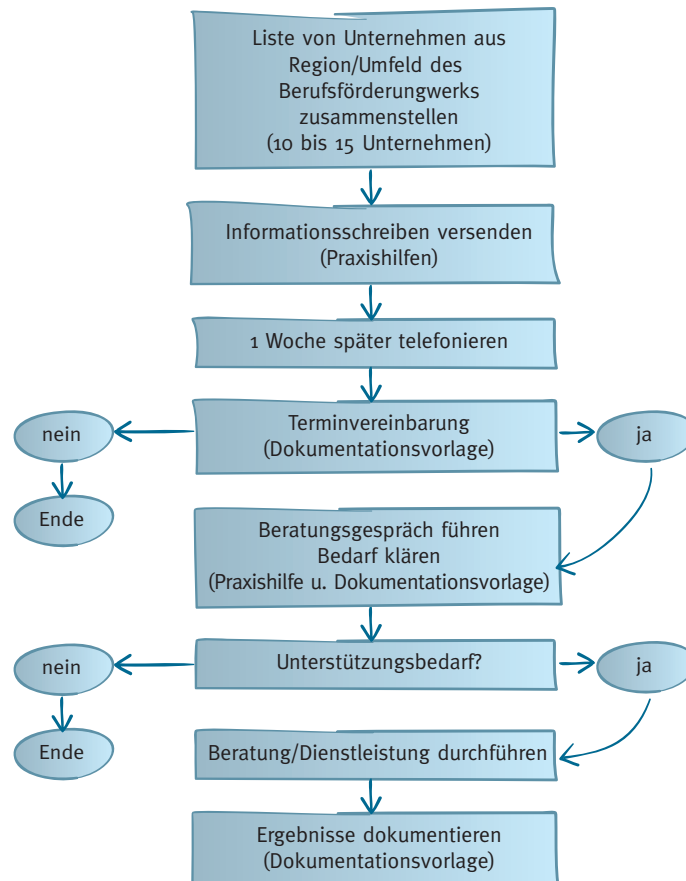 Liste von Unternehmen aus
Region/Umfeld des
Berufsförderungwerks
zusammenstellen
(10 bis 15 Unternehmen)
Informationsschreiben versenden
(Praxishilfen)
1 Woche später telefonieren
nein
Terminvereinbarung
(Dokumentationsvorlage)
ja
Ende
Beratungsgespräch führen
Bedarf klären
(Praxishilfe u. Dokumentationsvorlage)
nein
Unterstützungsbedarf?
ja
Ende
Beratung/Dienstleistung durchführen
Ergebnisse dokumentieren
(Dokumentationsvorlage)